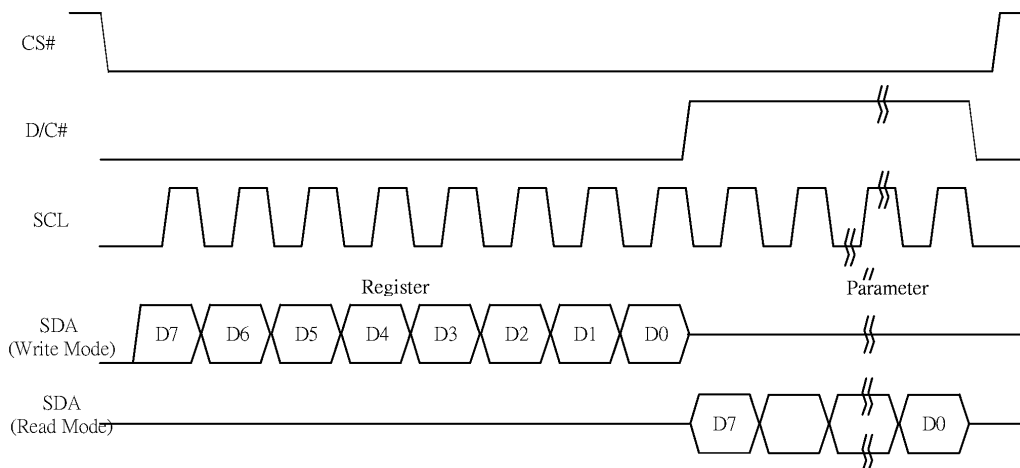 CS#
D/C#
SCL
Register
Parameter
SDA
(Write Mode)
D7 D6 D5 D4 D3 D2 D1 D0
SDA
(Read Mode)
D7 D0